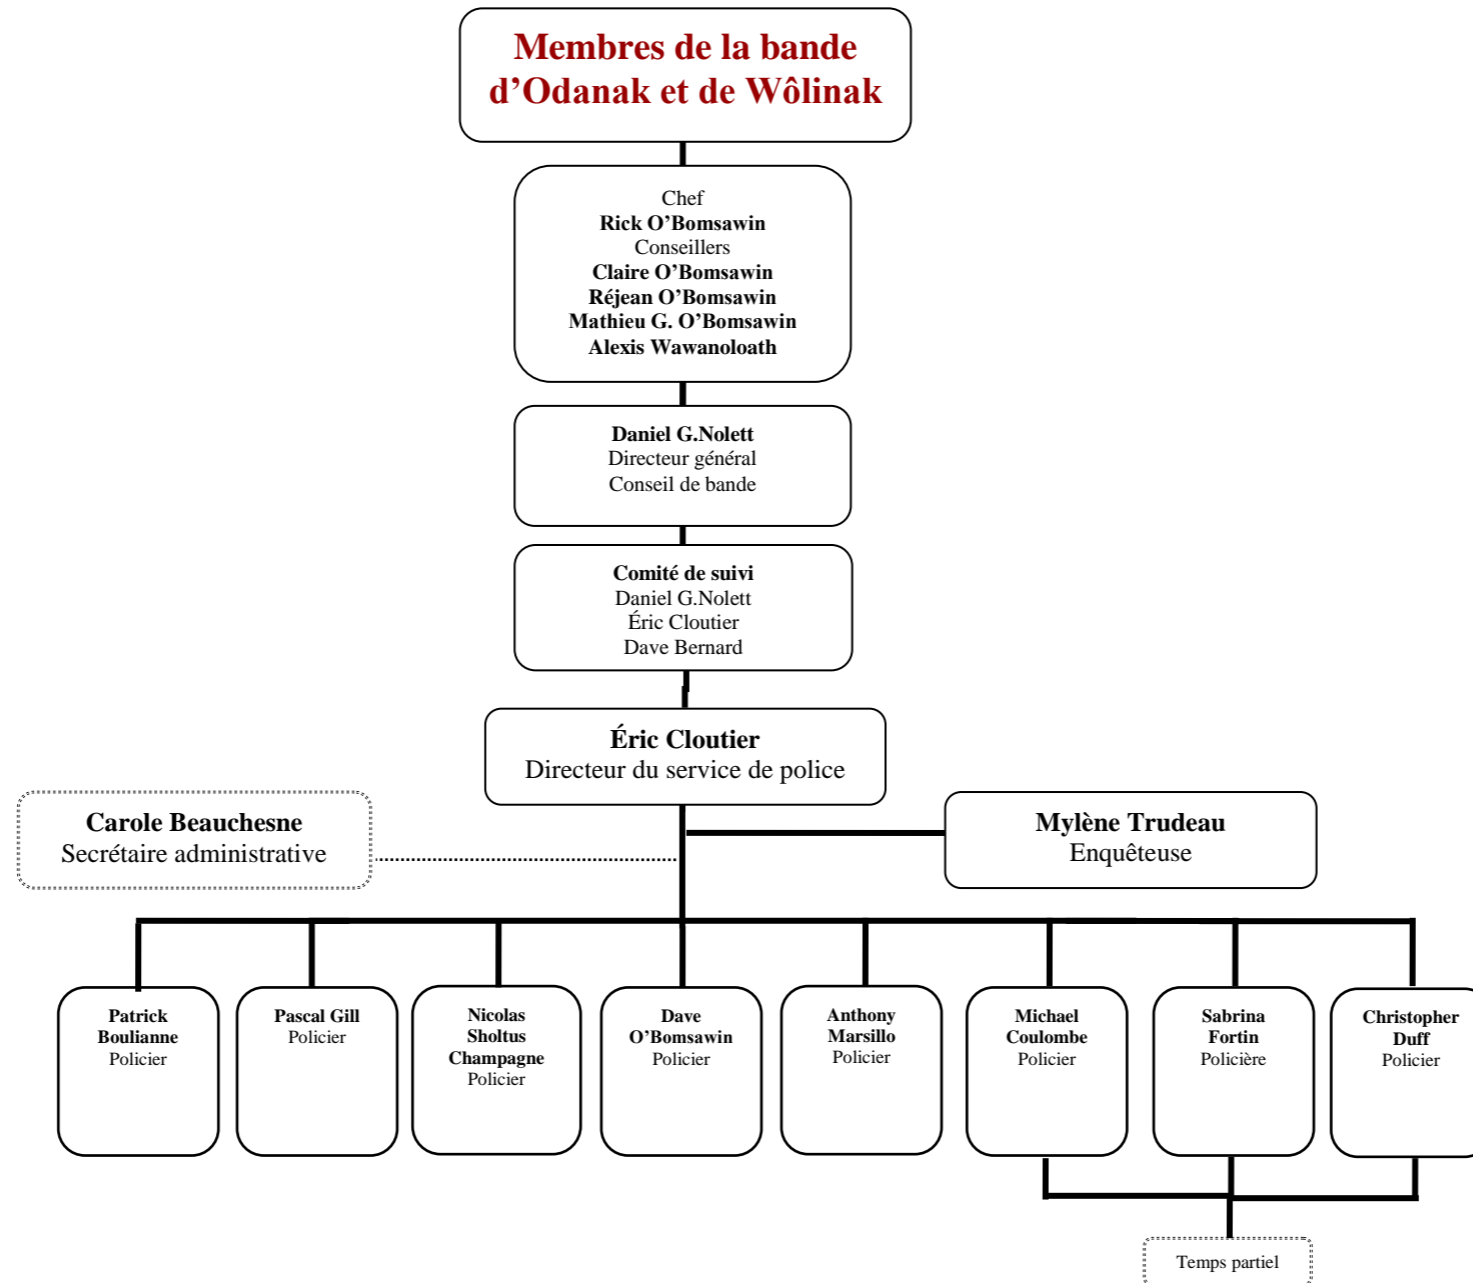 Membres de la bande
d’Odanak et de Wôlinak
Chef
Rick O’Bomsawin
Conseillers
Claire O’Bomsawin
Réjean O’Bomsawin
Mathieu G. O’Bomsawin
Alexis Wawanoloath
Daniel G.Nolett
Directeur général
Conseil de bande
Comité de suivi
Daniel G.Nolett
Éric Cloutier
Dave Bernard
Éric Cloutier
Directeur du service de police
Carole Beauchesne
Secrétaire administrative
Mylène Trudeau
Enquêteuse
Patrick
Boulianne
Policier
Pascal Gill
Policier
Nicolas
Sholtus
Champagne
Policier
Dave
O’Bomsawin
Policier
Anthony
Marsillo
Policier
Michael
Coulombe
Policier
Sabrina
Fortin
Policière
Christopher
Duff
Policier
Temps partiel